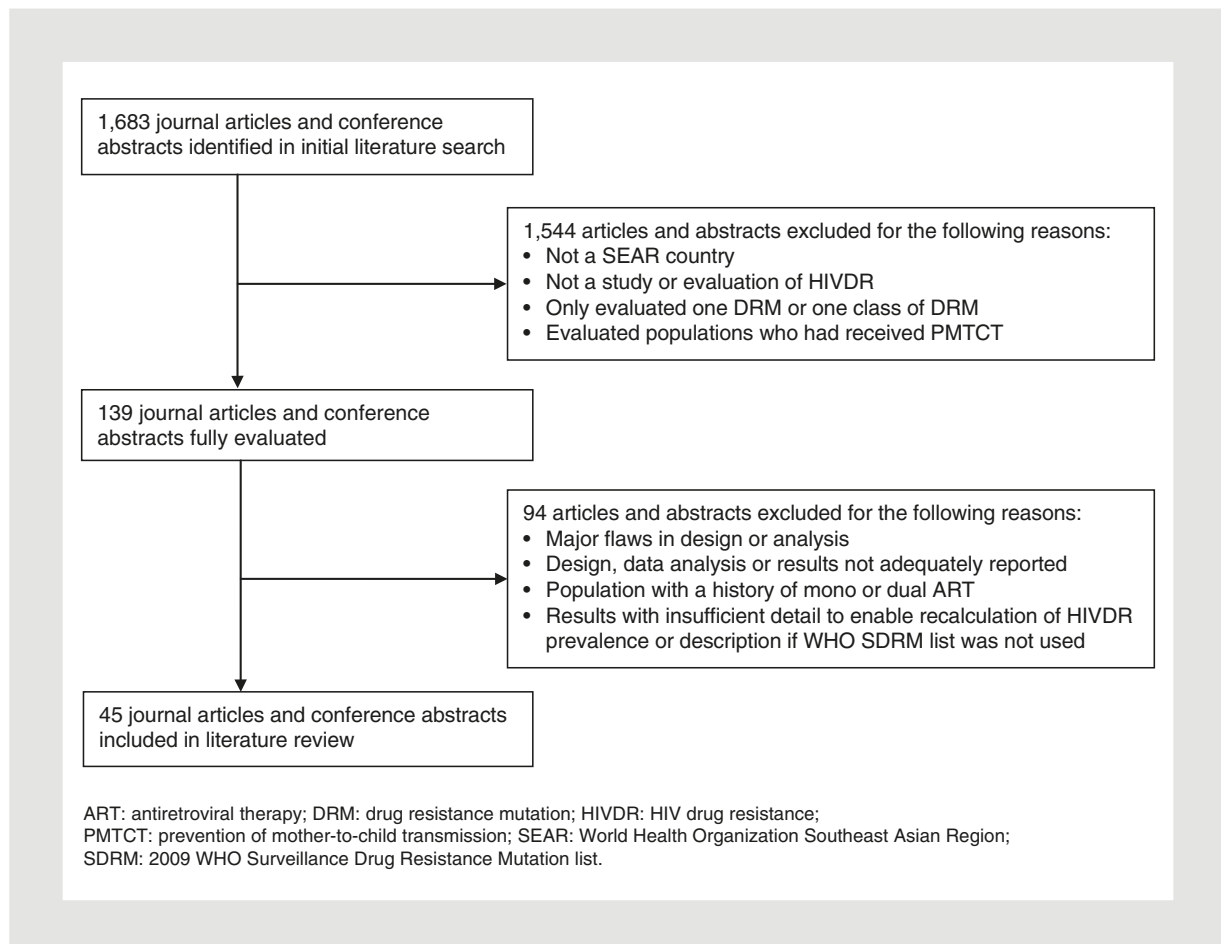 1,683 journal articles and conference
abstracts identified in initial literature search
1,544 articles and abstracts excluded for the following reasons:
• Not a SEAR country
• Not a study or evaluation of HIVDR
• Only evaluated one DRM or one class of DRM
• Evaluated populations who had received PMTCT
139 journal articles and conference
abstracts fully evaluated
94 articles and abstracts excluded for the following reasons:
• Major flaws in design or analysis
• Design, data analysis or results not adequately reported
• Population with a history of mono or dual ART
• Results with insufficient detail to enable recalculation of HIVDR
prevalence or description if WHO SDRM list was not used
45 journal articles and conference abstracts
included in literature review
ART: antiretroviral therapy; DRM: drug resistance mutation; HIVDR: HIV drug resistance;
PMTCT: prevention of mother-to-child transmission; SEAR: World Health Organization Southeast Asian Region;
SDRM: 2009 WHO Surveillance Drug Resistance Mutation list.